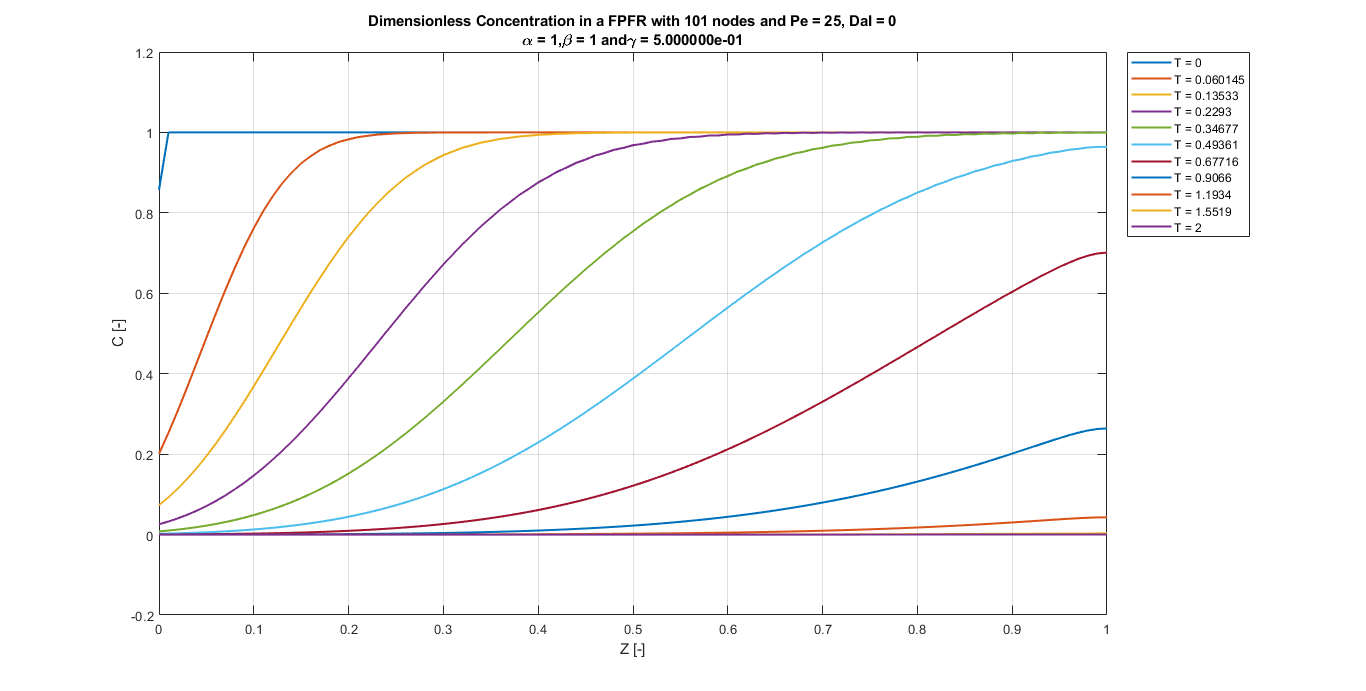 Dimensionless Concentration in a FPFR with 101 nodes and Pe = 25, DaI = 0
α = 1,β = 1 andγ = 5.000000e-01
1.2
1
0.8
0.6
0.4
0.2
0
-0.2
C [-]
0 0.1 0.2 0.3 0.4 0.5 0.6 0.7 0.8 0.9 1
Z [-]
T = 0
T = 0.060145
T = 0.13533
T = 0.2293
T = 0.34677
T = 0.49361
T = 0.67716
T = 0.9066
T = 1.1934
T = 1.5519
T = 2